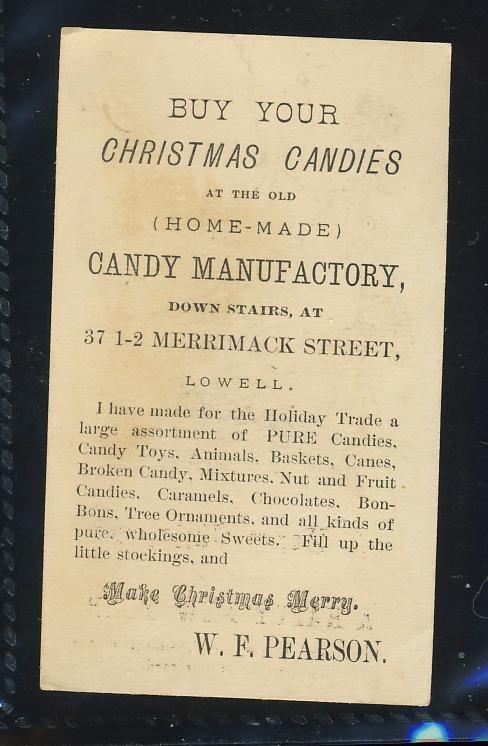 BUY YOUR
CHRISTMAS CANDIES
AT THE OLD
(HOME-MADE)
CANDY MANUFACTORY,
DOWN STAIRS, AT
37 1-2 MERRIMACK STREET,
LOWELL.
I have made for the Holiday Trade a
large assortment of PURE Candies,
Candy Toys, Animals, Baskets, Canes,
Broken Candy, Mixtures, Nut and Fruit
Candies, Caramels, Chocolates, Bon-
Bons, Tree Ornaments, and all kinds of
pure, wholesome Sweets. Fill up the
little stockings, and
Make Christmas Merry.
W. F. PEARSON.